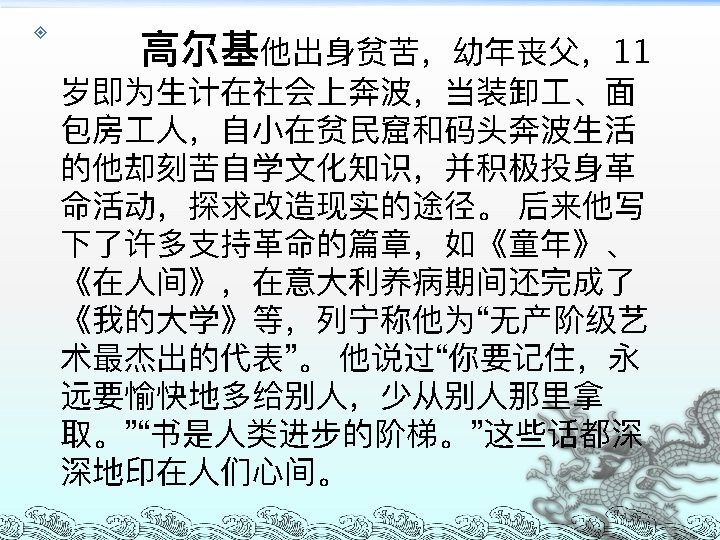 高尔基他出身贫苦，幼年丧父，11
岁即为生计在社会上奔波，当装卸工、面
包房工人，自小在贫民窟和码头奔波生活
的他却刻苦自学文化知识，并积极投身革
命活动，探求改造现实的途径。 后来他写
下了许多支持革命的篇章，如《童年》、
《在人间》，在意大利养病期间还完成了
《我的大学》等，列宁称他为“无产阶级艺
术最杰出的代表”。 他说过“你要记住，永
远要愉快地多给别人，少从别人那里拿
取。”“书是人类进步的阶梯。”这些话都深
深地印在人们心间。